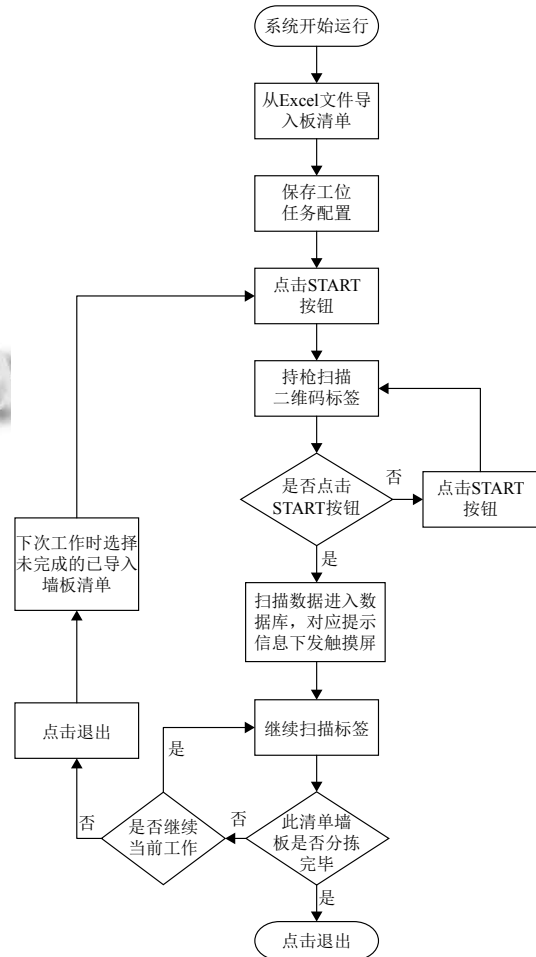 系统开始运行
从Excel文件导
入板清单
保存工位
任务配置
点击START
按钮
持枪扫描
二维码标签
是否点击
START按钮
否
点击START
按钮
是
下次工作时选择
未完成的已导入
墙板清单
扫描数据进入数
据库，对应提示
信息下发触摸屏
点击退出
是
继续扫描标签
否
是否继续
当前工作
否
此清单墙
板是否分拣
完毕
是
点击退出